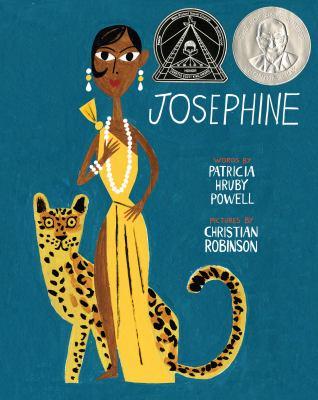 JOSEPHINE
WORDS BY
PATRICIA
HRUBY
POWELL
PICTURES BY
CHRISTIAN
ROBINSON